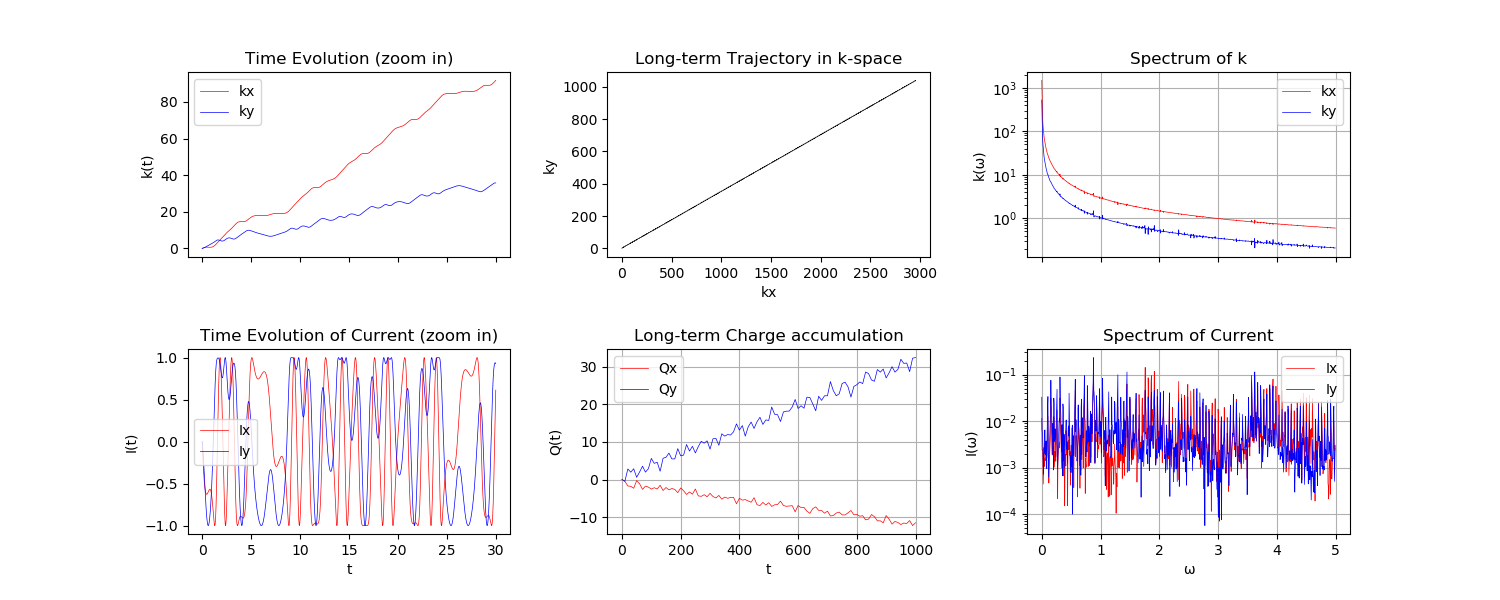 Time Evolution (zoom in)
k(t)
80
60
40
20
0
kx
ky
Long-term Trajectory in k-space
ky
1000
800
600
400
200
0
0 500 1000 1500 2000 2500 3000
kx
Spectrum of k
k(ω)
10³
10²
10¹
10⁰
kx
ky
Time Evolution of Current (zoom in)
I(t)
1.0
0.5
0.0
−0.5
−1.0
Ix
Iy
0 5 10 15 20 25 30
t
Long-term Charge accumulation
Q(t)
30
20
10
0
−10
Qx
Qy
0 200 400 600 800 1000
t
Spectrum of Current
I(ω)
10⁻¹
10⁻²
10⁻³
10⁻⁴
Ix
Iy
0 1 2 3 4 5
ω